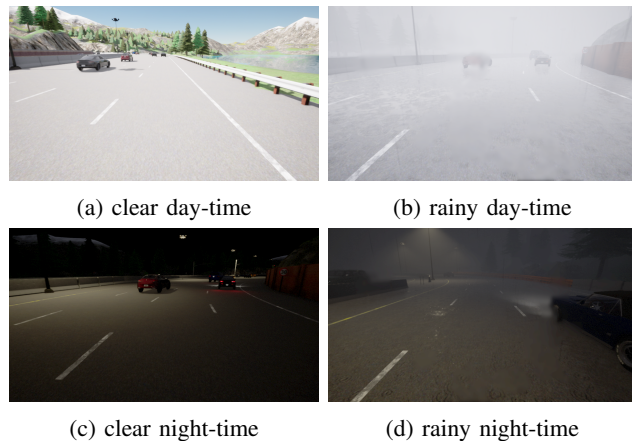 (a) clear day-time
(b) rainy day-time
(c) clear night-time
(d) rainy night-time